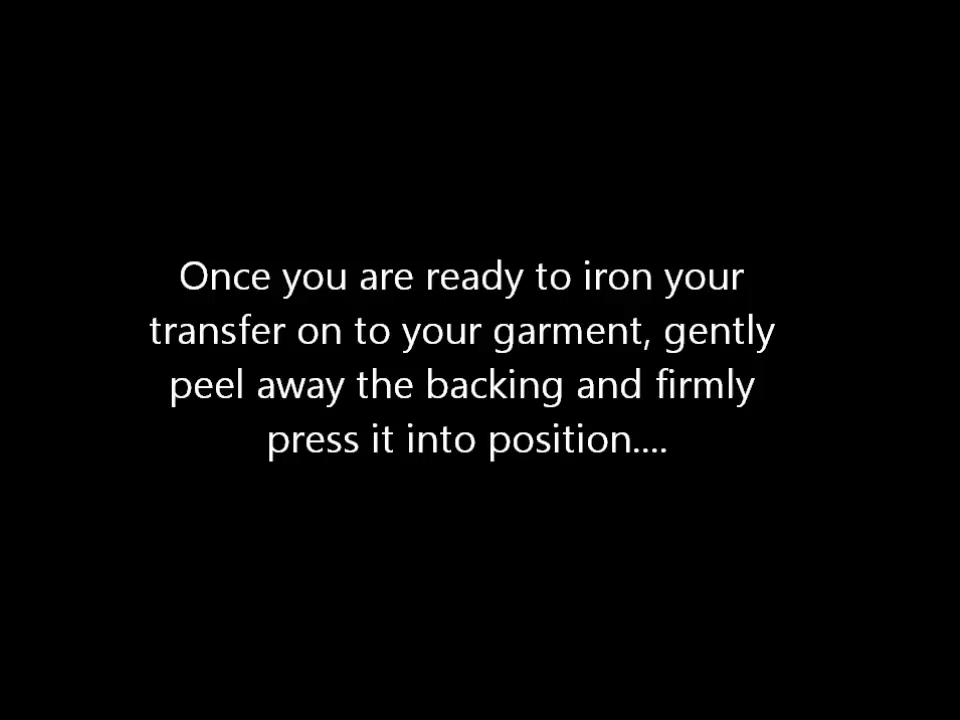 Once you are ready to iron your
transfer on to your garment, gently
peel away the backing and firmly
press it into position....